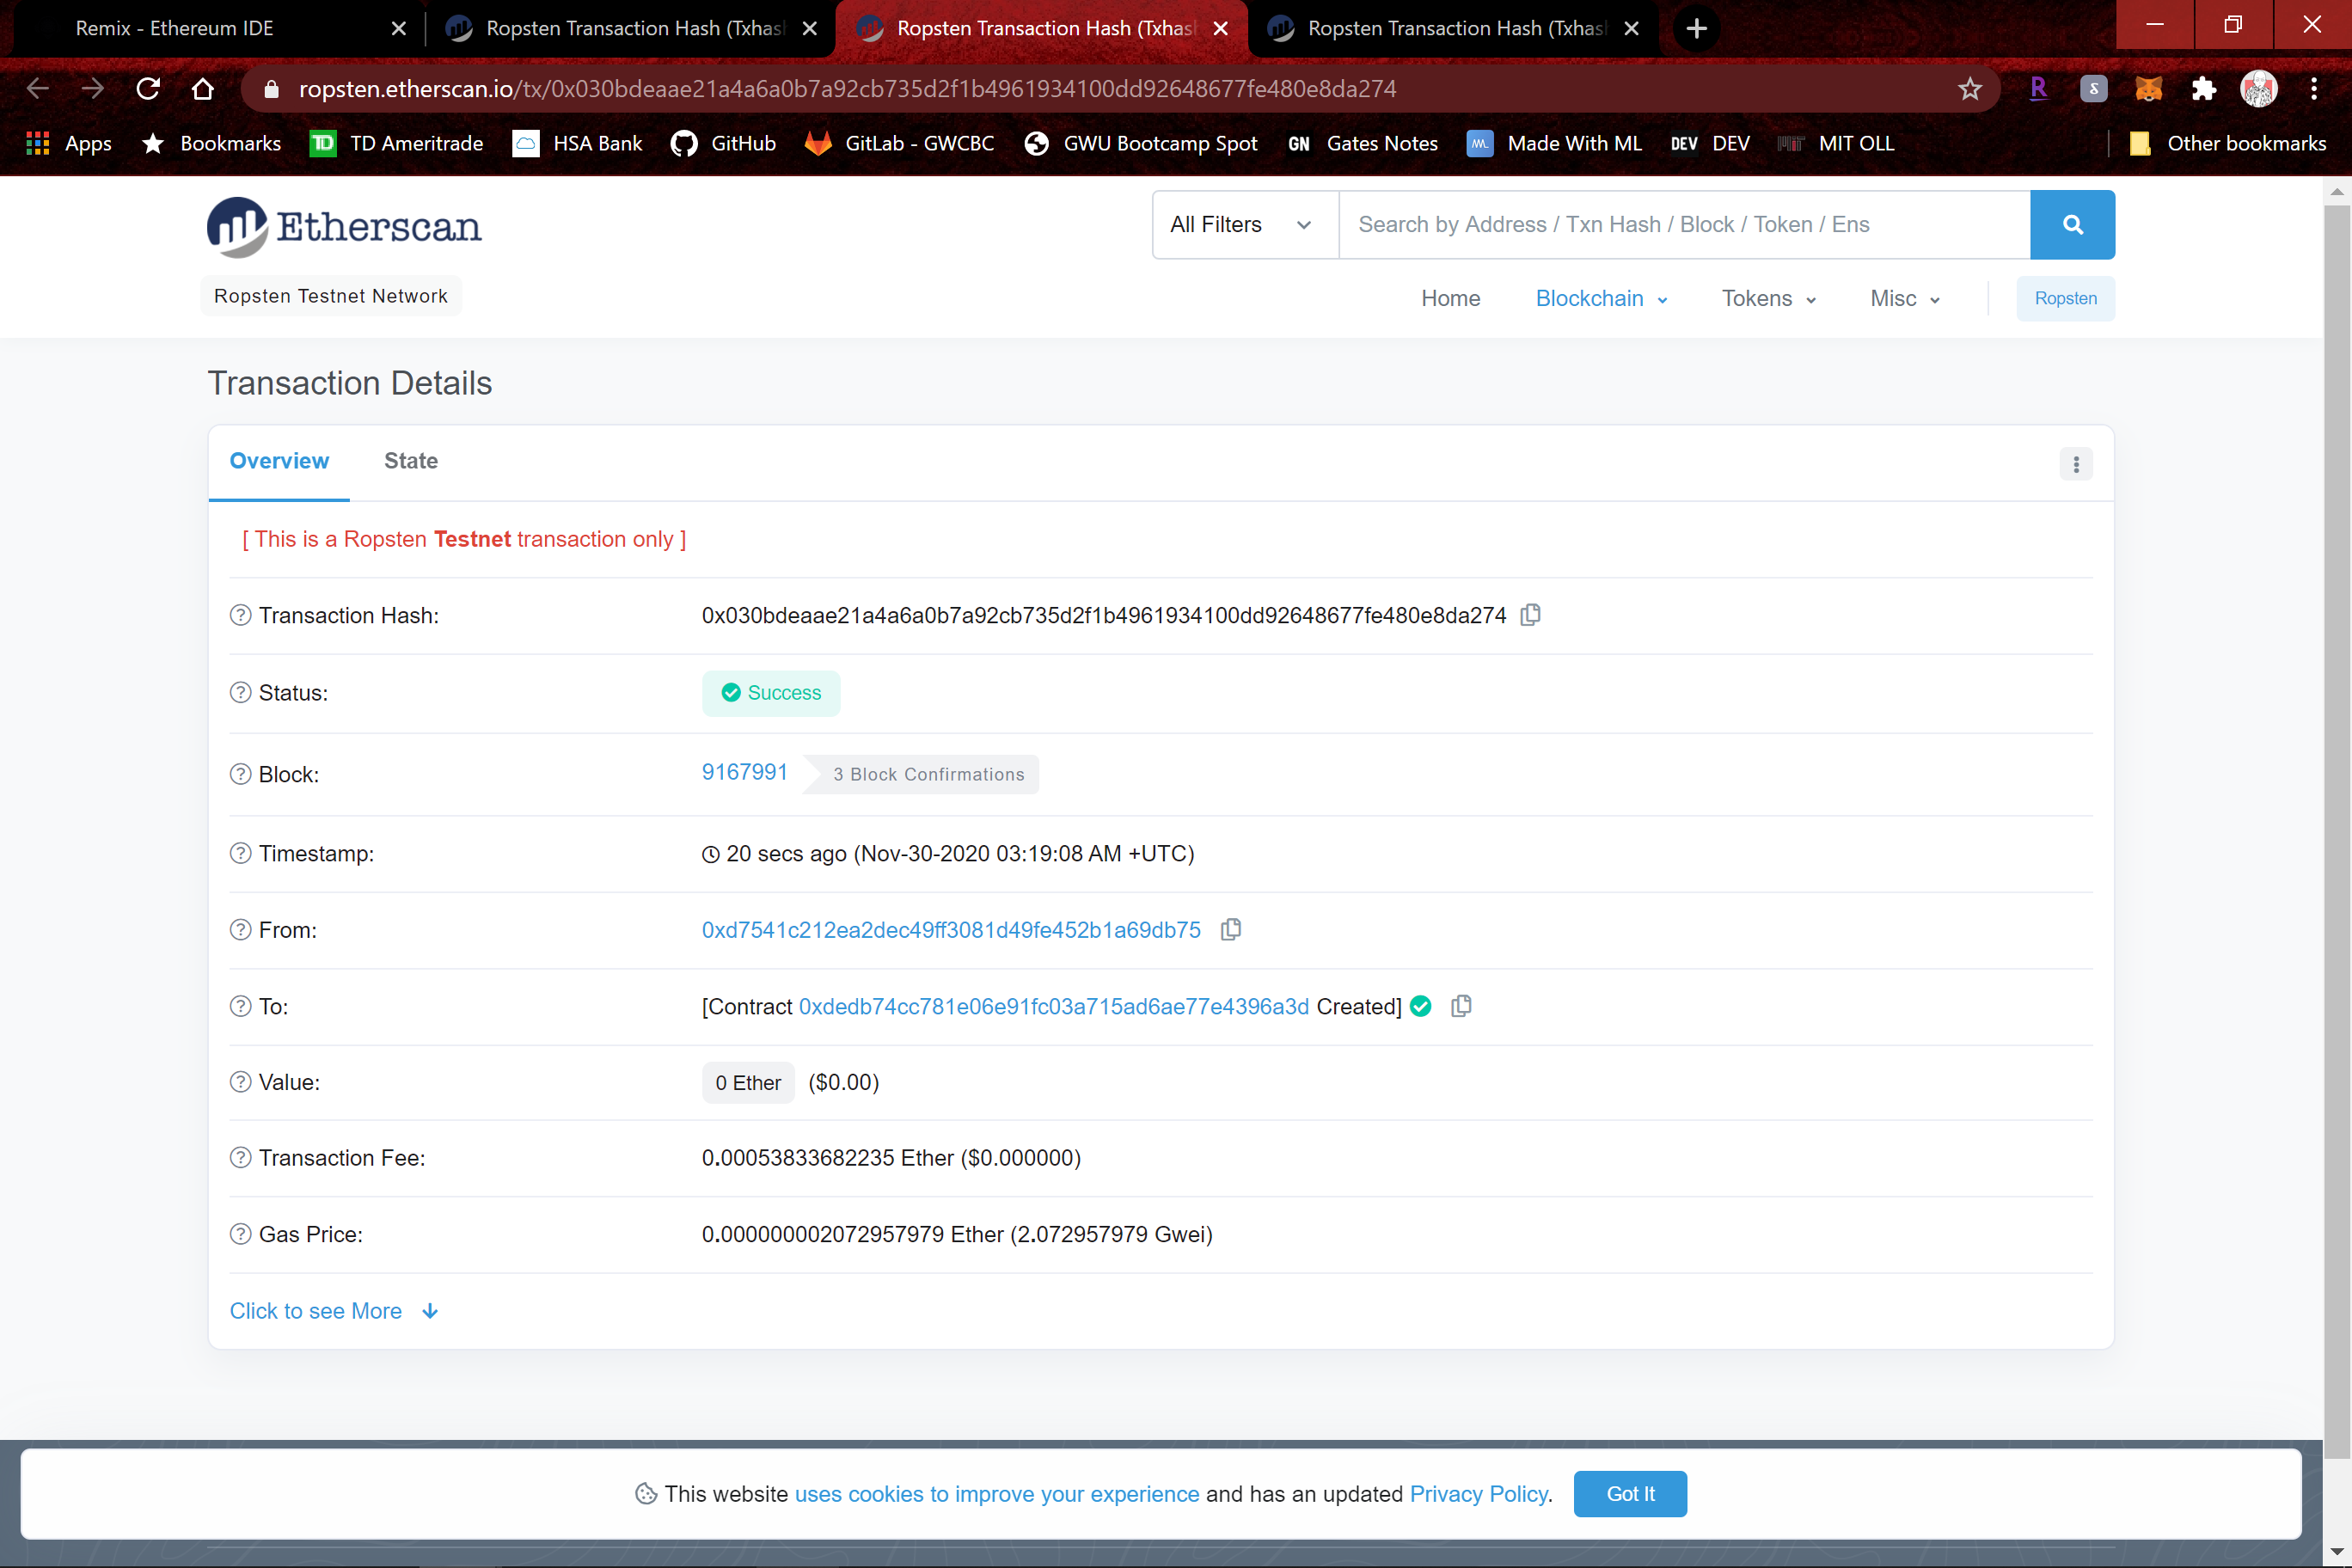 Remix - Ethereum IDE
Ropsten Transaction Hash (Txhas
Ropsten Transaction Hash (Txhas
Ropsten Transaction Hash (Txhas
ropsten.etherscan.io/tx/0x030bdeaae21a4a6a0b7a92cb735d2f1b4961934100dd92648677fe480e8da274
Apps Bookmarks TD Ameritrade HSA Bank GitHub GitLab - GWCBC GWU Bootcamp Spot GN Gates Notes Made With ML DEV DEV MIT MIT OLL Other bookmarks
Etherscan
All Filters Search by Address / Txn Hash / Block / Token / Ens
Ropsten Testnet Network
Home Blockchain Tokens Misc Ropsten
Transaction Details
Overview State
[ This is a Ropsten Testnet transaction only ]
Transaction Hash: 0x030bdeaae21a4a6a0b7a92cb735d2f1b4961934100dd92648677fe480e8da274
Status: Success
Block: 9167991 3 Block Confirmations
Timestamp: 20 secs ago (Nov-30-2020 03:19:08 AM +UTC)
From: 0xd7541c212ea2dec49ff3081d49fe452b1a69db75
To: [Contract 0xdedb74cc781e06e91fc03a715ad6ae77e4396a3d Created]
Value: 0 Ether ($0.00)
Transaction Fee: 0.00053833682235 Ether ($0.000000)
Gas Price: 0.000000002072957979 Ether (2.072957979 Gwei)
Click to see More
This website uses cookies to improve your experience and has an updated Privacy Policy. Got It